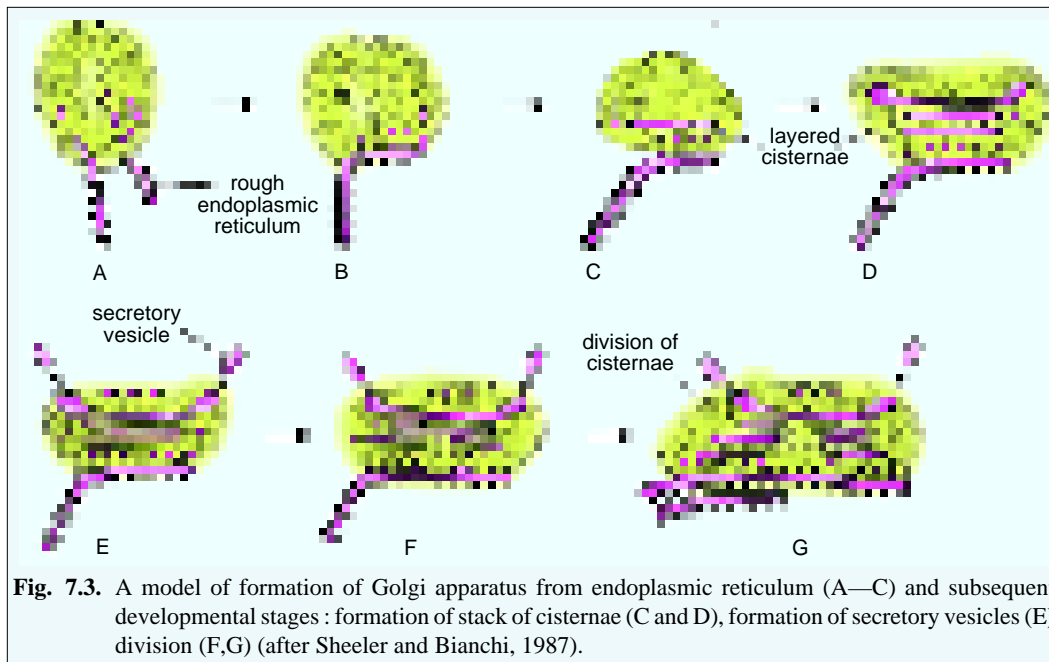 layered
cisternae
rough
endoplasmic
reticulum
A
B
C
D
secretory
vesicle
division of
cisternae
E
F
G
Fig. 7.3. A model of formation of Golgi apparatus from endoplasmic reticulum (A—C) and subsequent
developmental stages : formation of stack of cisternae (C and D), formation of secretory vesicles (E)
division (F,G) (after Sheeler and Bianchi, 1987).